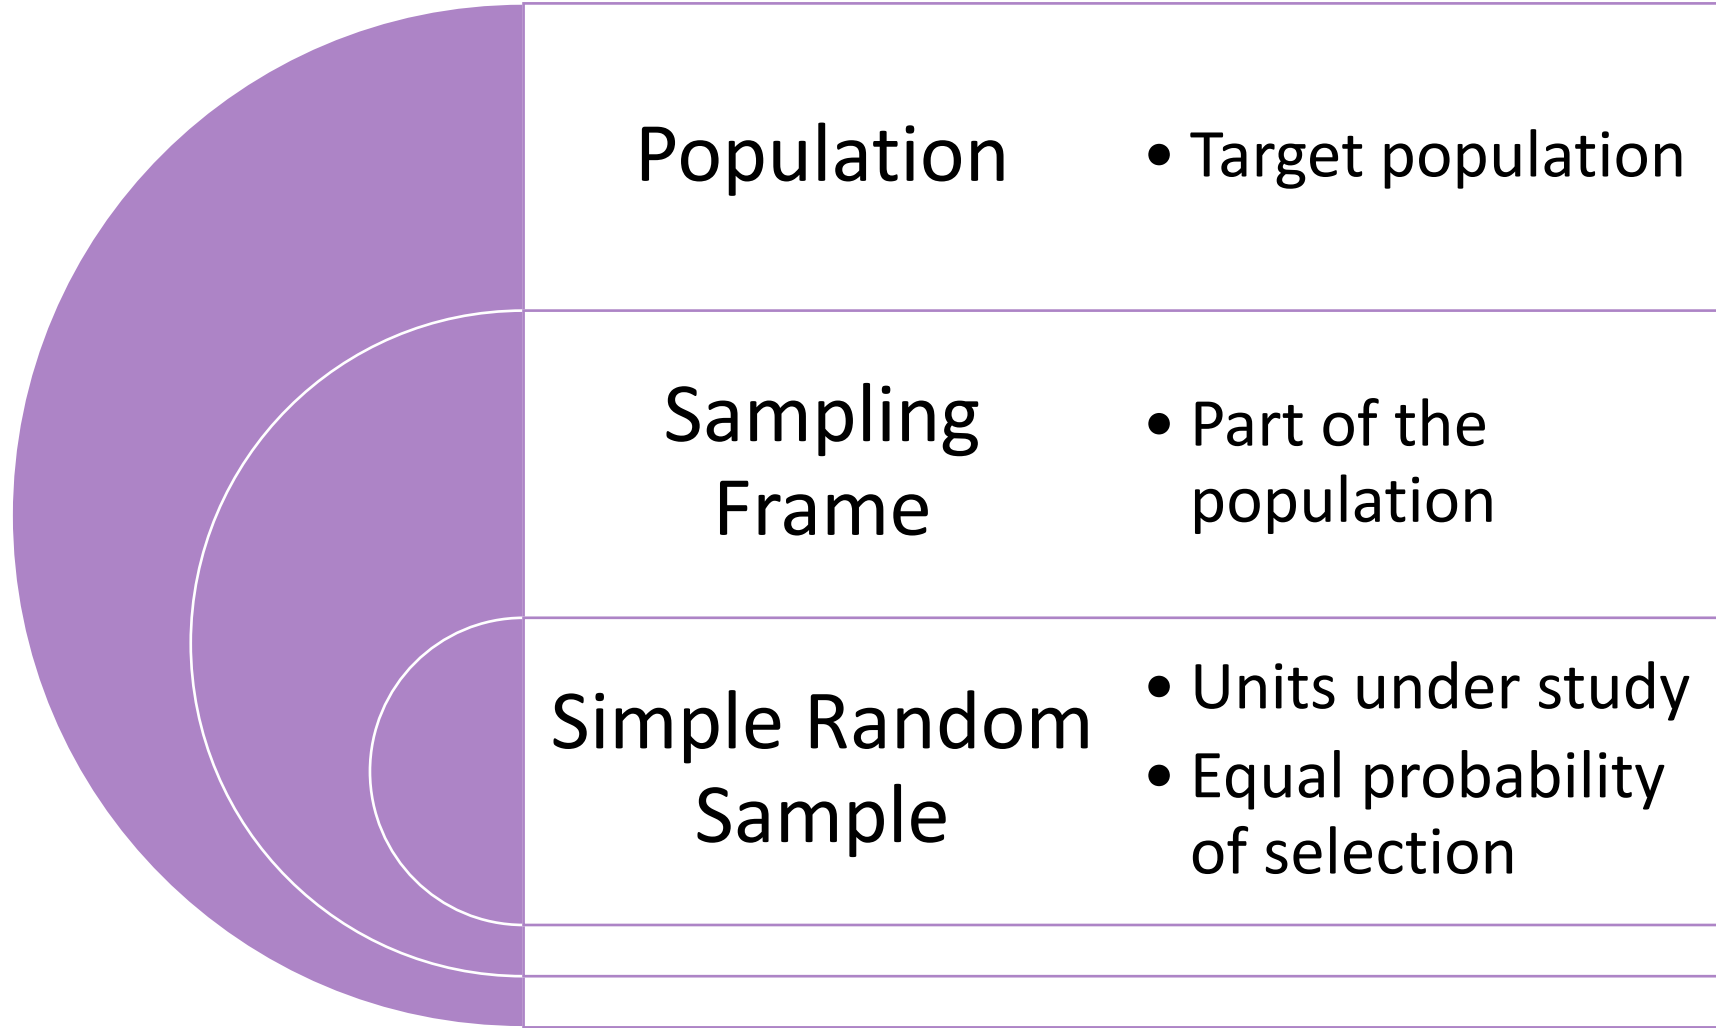 Population
• Target population
Sampling
Frame
• Part of the
population
Simple Random
Sample
• Units under study
• Equal probability
of selection